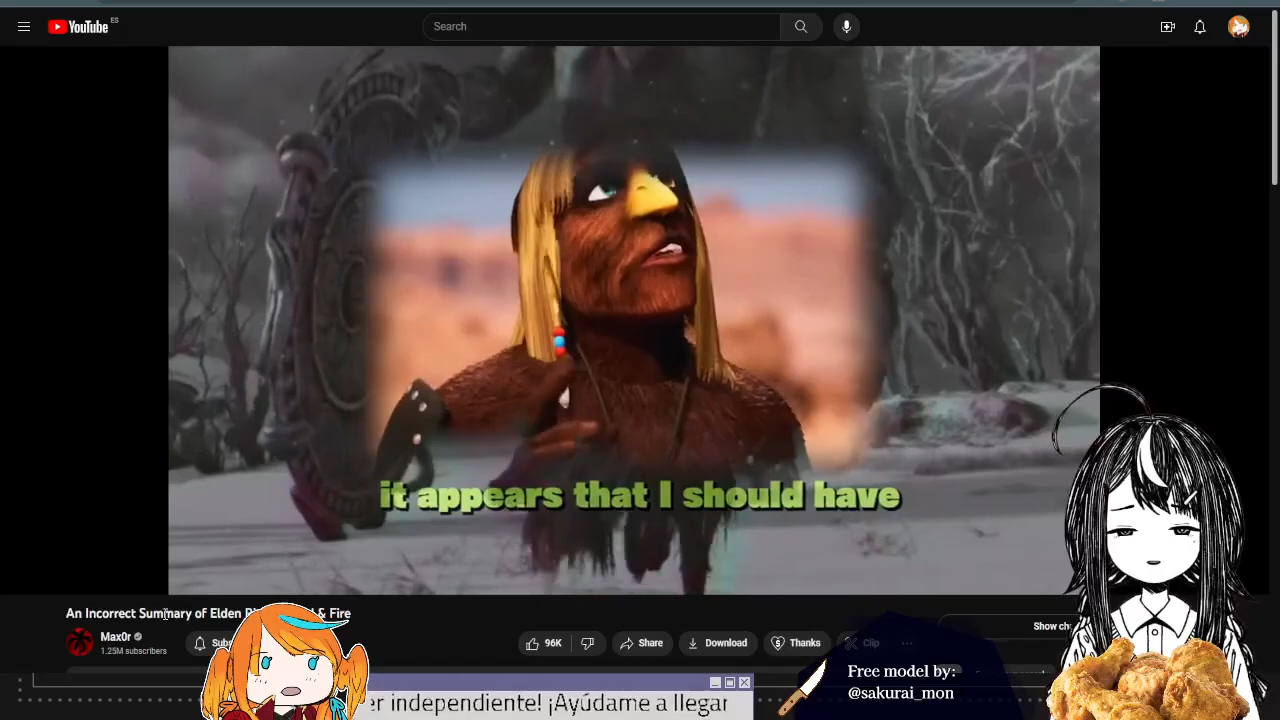 YouTube ES
Search
it appears that I should have
An Incorrect Summary of Elden & Fire
Max0r
1.25M subscribers
96K
Share
Download
Thanks
Clip
Free model by:
@sakurai_mon
er independiente! ¡Ayúdame a llegar